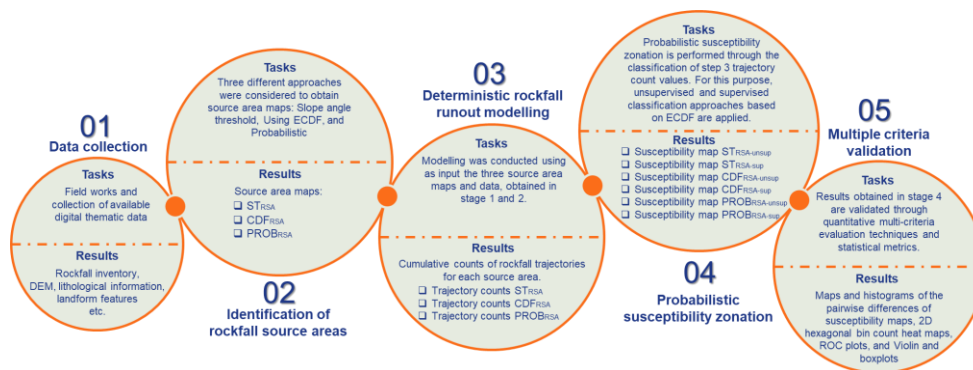 01
Data collection
Tasks
Field works and
collection of available
digital thematic data
Results
Rockfall inventory,
DEM, lithological information,
landform features
etc.
Tasks
Three different approaches
were considered to obtain
source area maps: Slope angle
threshold, Using ECDF, and
Probabilistic
Results
Source area maps:
❑ STRSA
❑ CDFRSA
❑ PROBRSA
02
Identification of
rockfall source areas
03
Deterministic rockfall
runout modelling
Tasks
Modelling was conducted using
as input the three source area
maps and data, obtained in
stage 1 and 2.
Results
Cumulative counts of rockfall trajectories
for each source area.
❑ Trajectory counts STRSA
❑ Trajectory counts CDFRSA
❑ Trajectory counts PROBRSA
Tasks
Probabilistic susceptibility
zonation is performed through the
classification of step 3 trajectory
count values. For this purpose,
unsupervised and supervised
classification approaches based
on ECDF are applied.
Results
❑ Susceptibility map STRSA-unsup
❑ Susceptibility map STRSA-sup
❑ Susceptibility map CDFRSA-unsup
❑ Susceptibility map CDFRSA-sup
❑ Susceptibility map PROBRSA-unsup
❑ Susceptibility map PROBRSA-sup
04
Probabilistic
susceptibility zonation
05
Multiple criteria
validation
Tasks
Results obtained in stage 4
are validated through
quantitative multi-criteria
evaluation techniques and
statistical metrics.
Results
Maps and histograms of the
pairwise differences of
susceptibility maps, 2D
hexagonal bin count heat maps,
ROC plots, and Violin and
boxplots